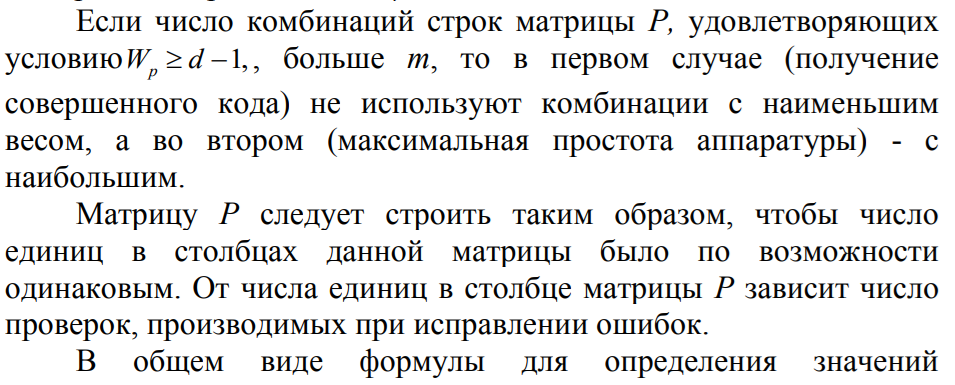 Если число комбинаций строк матрицы P, удовлетворяющих
условию Wₚ ≥ d − 1,, больше m, то в первом случае (получение
совершенного кода) не используют комбинации с наименьшим
весом, а во втором (максимальная простота аппаратуры) - с
наибольшим.
Матрицу P следует строить таким образом, чтобы число
единиц в столбцах данной матрицы было по возможности
одинаковым. От числа единиц в столбце матрицы P зависит число
проверок, производимых при исправлении ошибок.
В общем виде формулы для определения значений